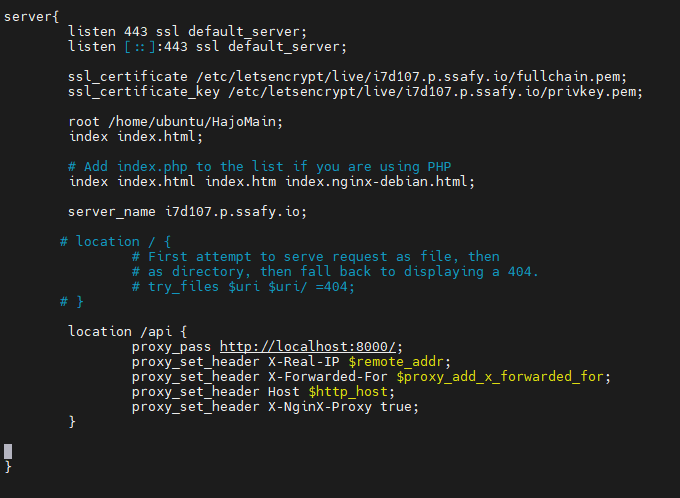 server{
        listen 443 ssl default_server;
        listen [::]:443 ssl default_server;

        ssl_certificate /etc/letsencrypt/live/i7d107.p.ssafy.io/fullchain.pem;
        ssl_certificate_key /etc/letsencrypt/live/i7d107.p.ssafy.io/privkey.pem;

        root /home/ubuntu/HajoMain;
        index index.html;

        # Add index.php to the list if you are using PHP
        index index.html index.htm index.nginx-debian.html;

        server_name i7d107.p.ssafy.io;

       # location / {
                # First attempt to serve request as file, then
                # as directory, then fall back to displaying a 404.
                # try_files $uri $uri/ =404;
       # }

        location /api {
                proxy_pass http://localhost:8000/;
                proxy_set_header X-Real-IP $remote_addr;
                proxy_set_header X-Forwarded-For $proxy_add_x_forwarded_for;
                proxy_set_header Host $http_host;
                proxy_set_header X-NginX-Proxy true;
        }

}